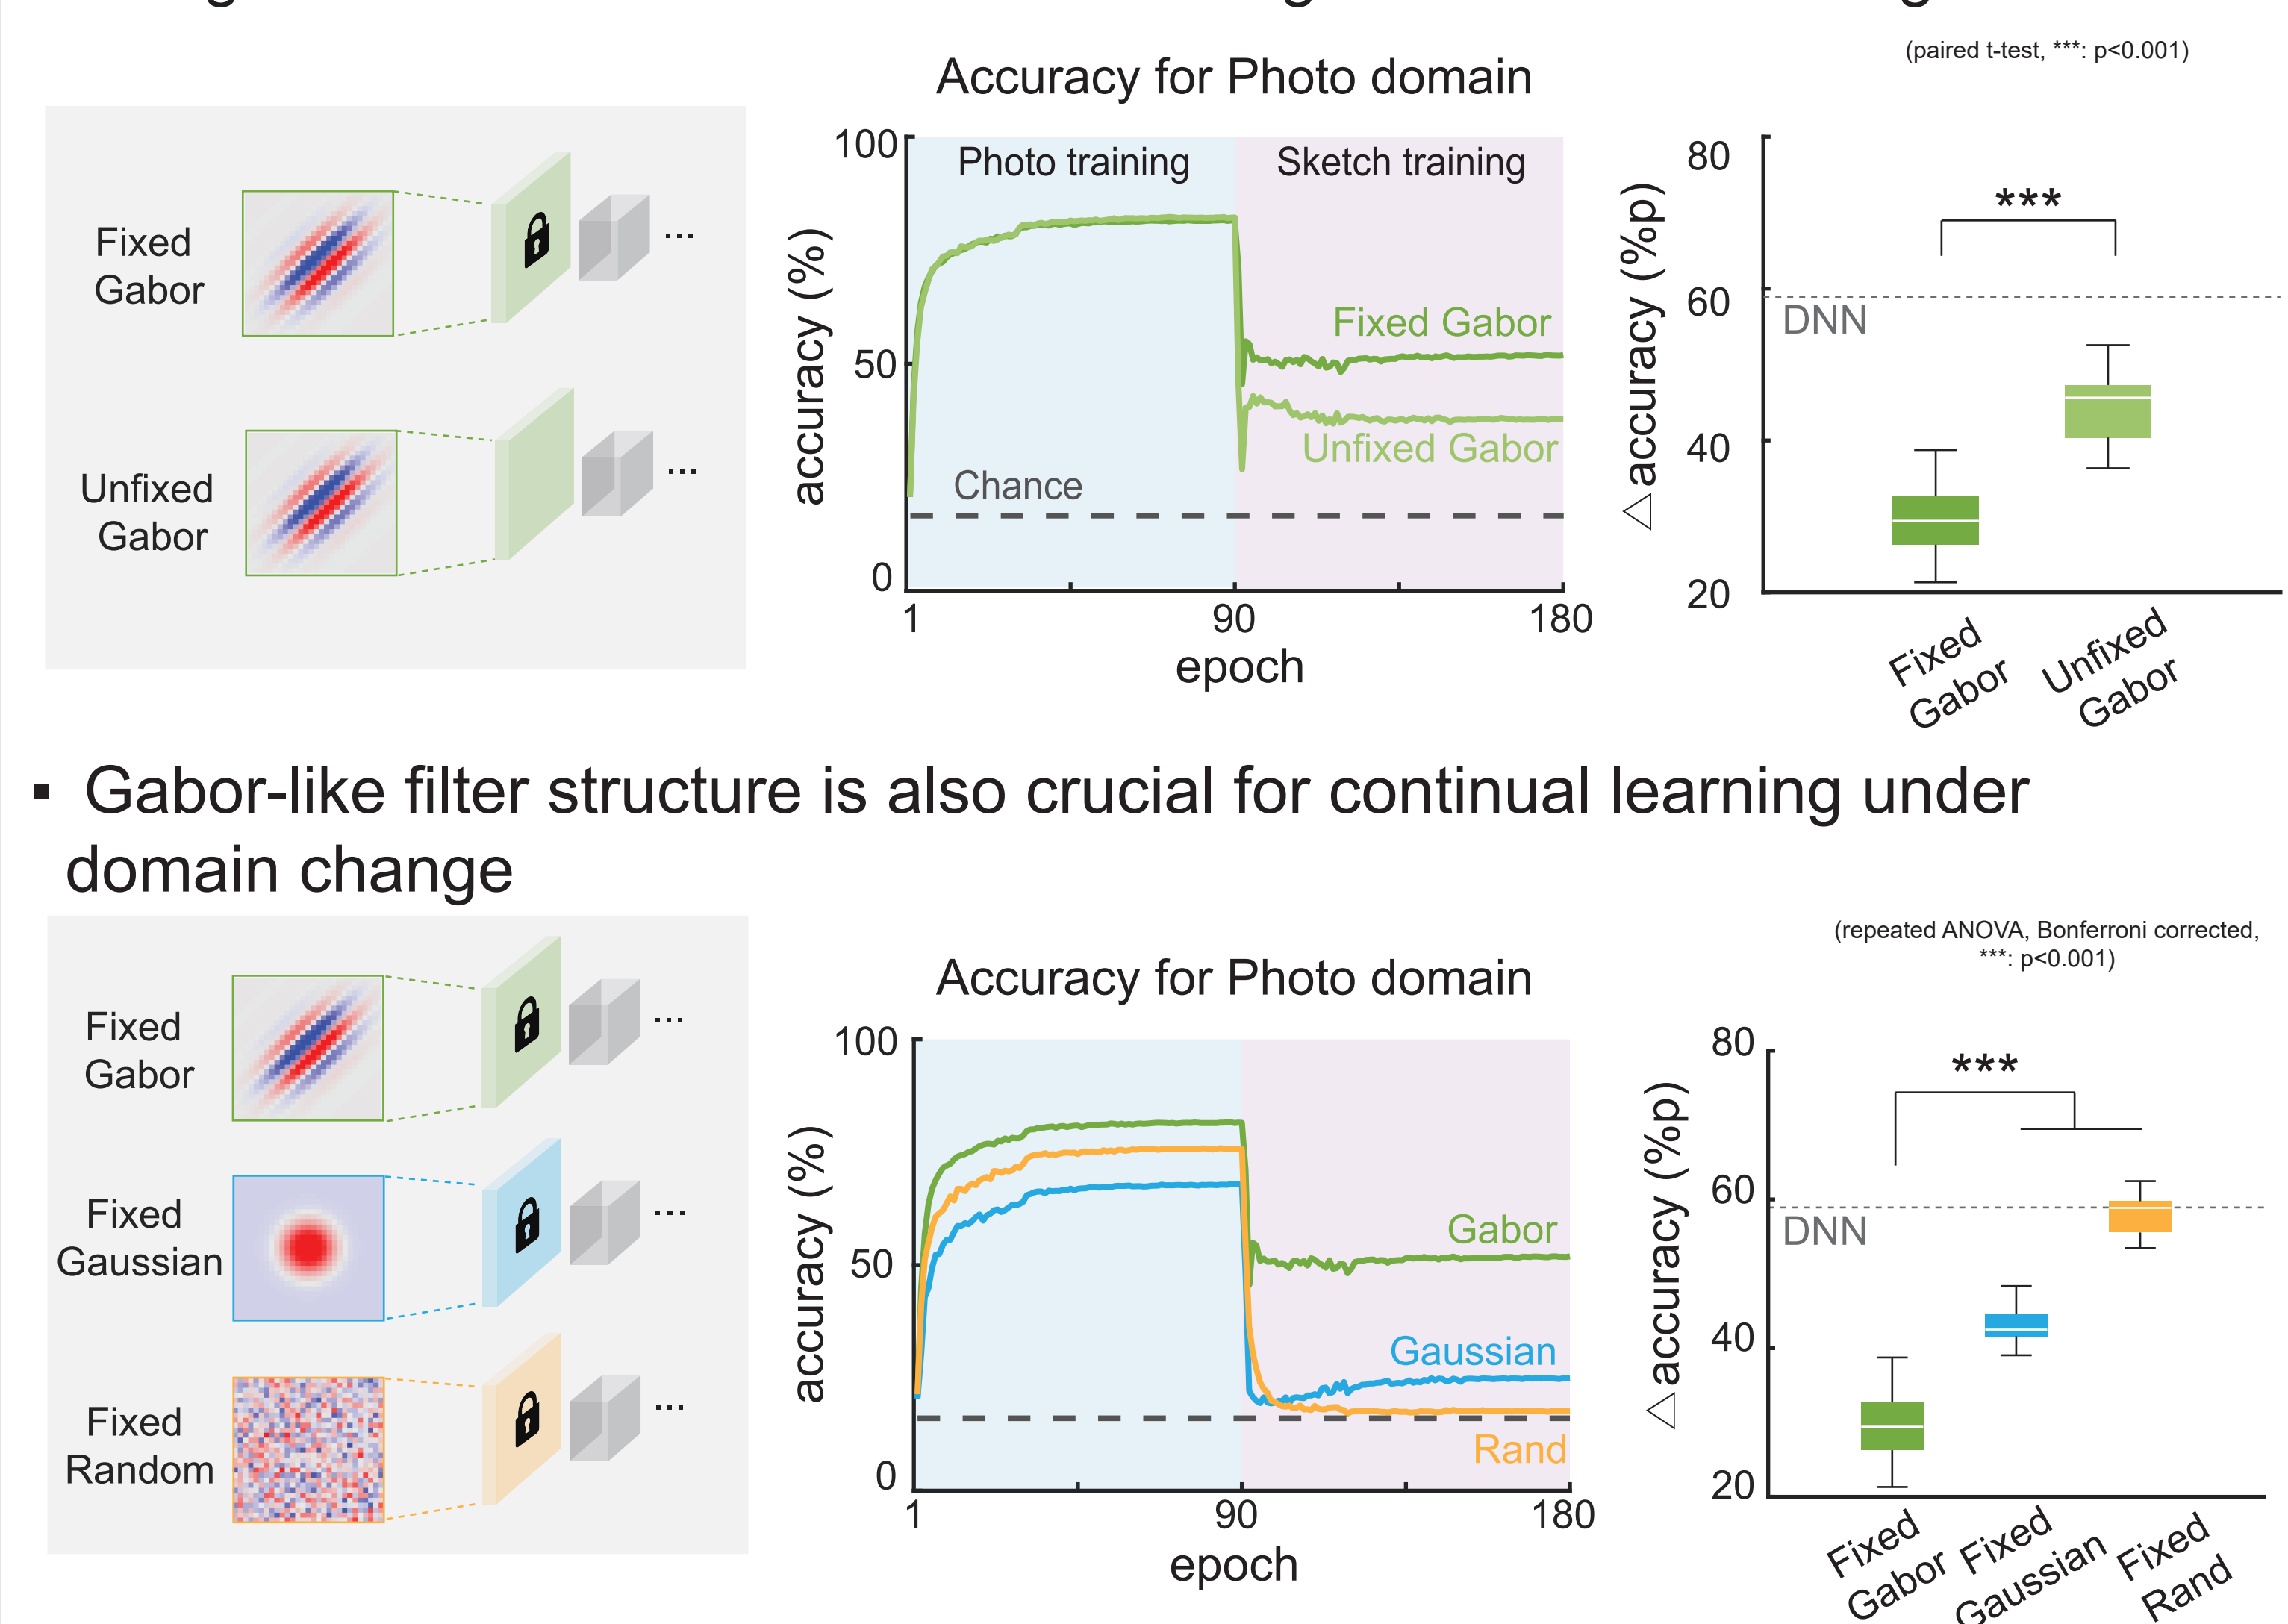 (paired t-test, ***: p<0.001)
Fixed
Gabor
Unfixed
Gabor
Accuracy for Photo domain
100
50
0
accuracy (%)
Photo training
Sketch training
Fixed Gabor
Unfixed Gabor
Chance
1
90
180
epoch
80
60
40
20
△accuracy (%p)
***
DNN
Fixed
Gabor
Unfixed
Gabor
▪ Gabor-like filter structure is also crucial for continual learning under
domain change
Fixed
Gabor
Fixed
Gaussian
Fixed
Random
Accuracy for Photo domain
100
50
0
accuracy (%)
Gabor
Gaussian
Rand
1
90
180
epoch
(repeated ANOVA, Bonferroni corrected,
***: p<0.001)
80
60
40
20
△accuracy (%p)
***
DNN
Fixed
Gabor
Fixed
Gaussian
Fixed
Rand